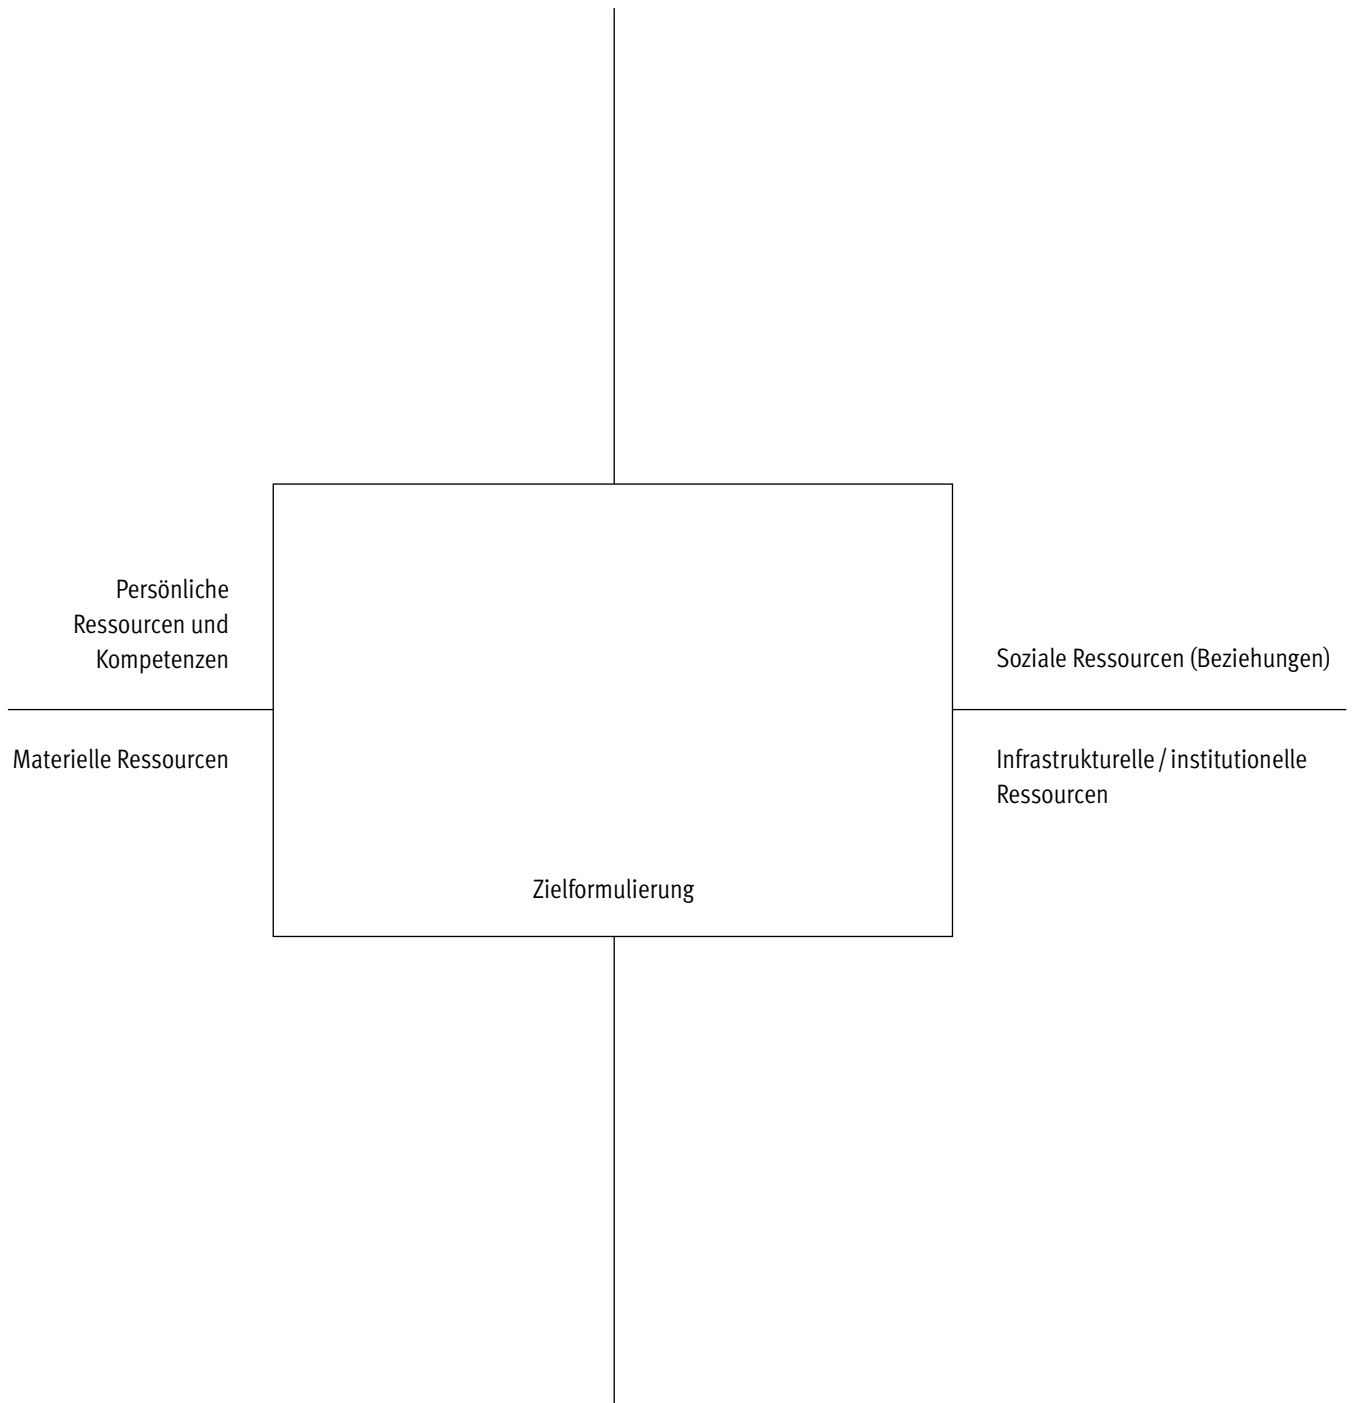 Persönliche
Ressourcen und
Kompetenzen
Soziale Ressourcen (Beziehungen)
Materielle Ressourcen
Infrastrukturelle / institutionelle
Ressourcen
Zielformulierung